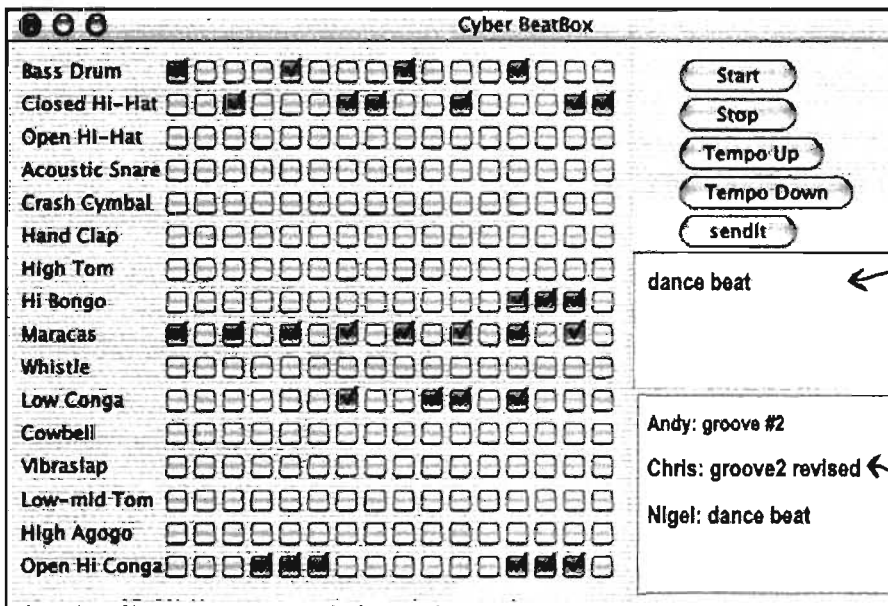 Cyber BeatBox
Bass Drum
Closed Hi-Hat
Open Hi-Hat
Acoustic Snare
Crash Cymbal
Hand Clap
High Tom
Hi Bongo
Maracas
Whistle
Low Conga
Cowbell
Vibraslap
Low-mid Tom
High Agogo
Open Hi Conga
Start
Stop
Tempo Up
Tempo Down
sendIt
dance beat
Andy: groove #2
Chris: groove2 revised
Nigel: dance beat